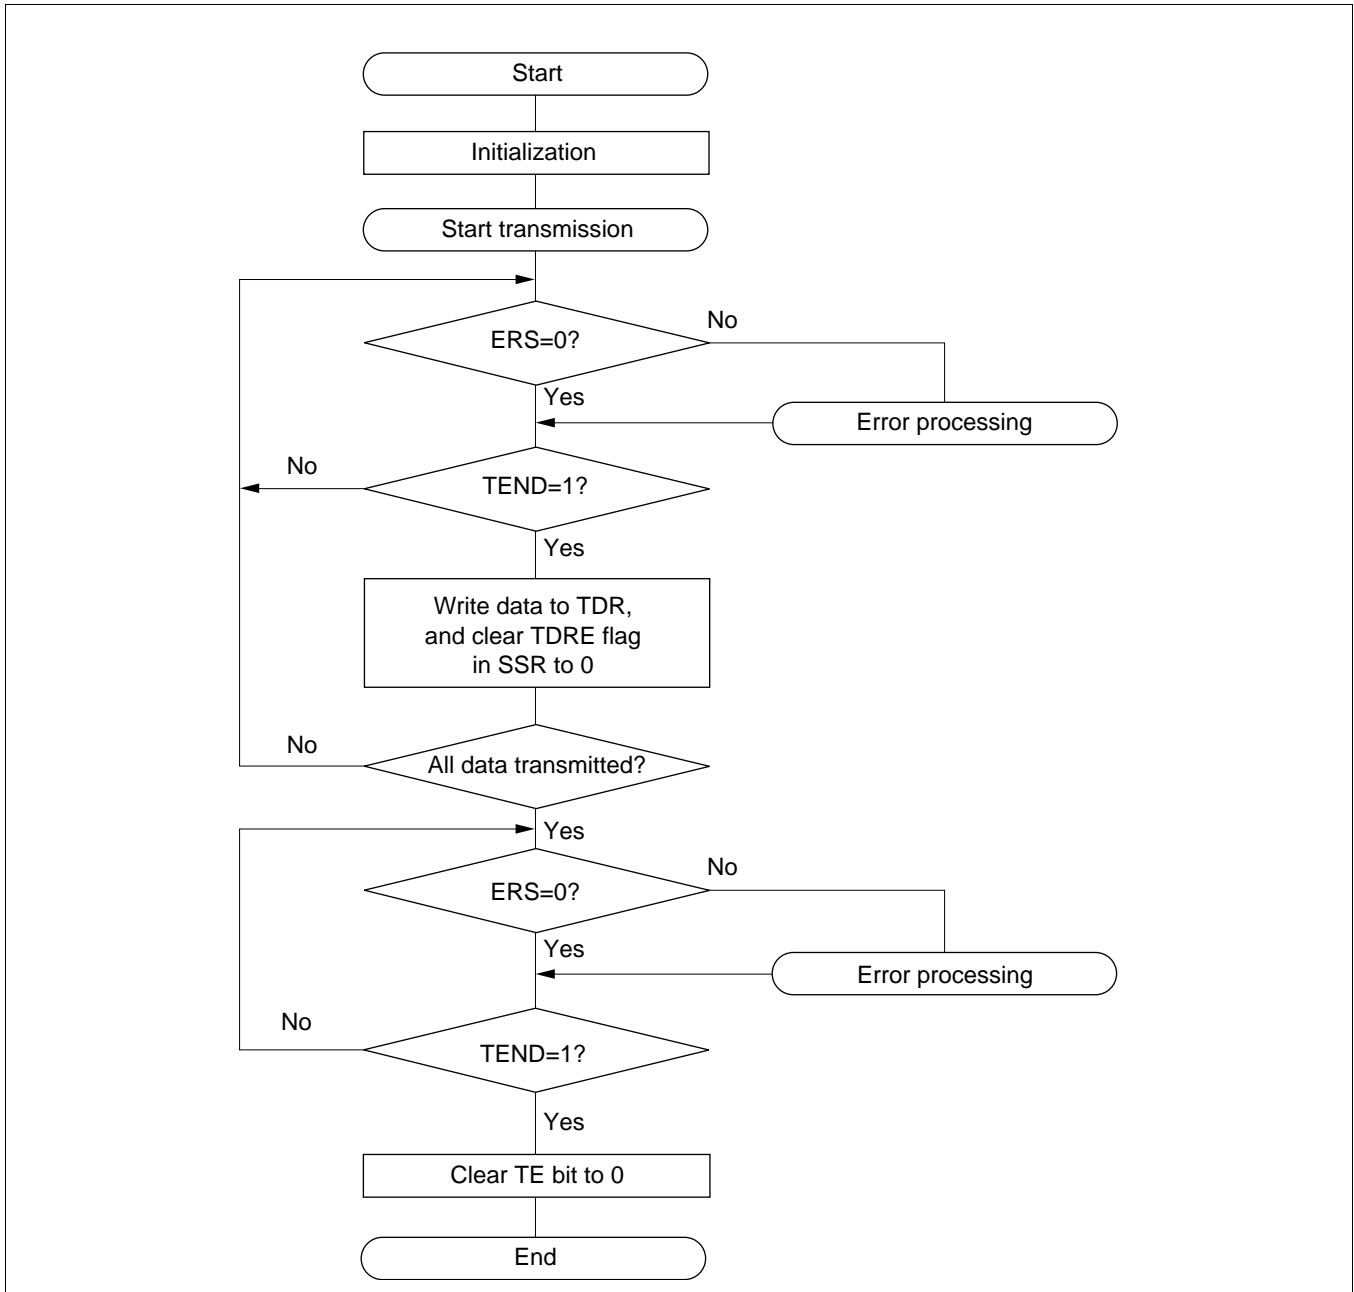 Start
Initialization
Start transmission
ERS=0?
No
Yes
Error processing
No
TEND=1?
Yes
Write data to TDR,
and clear TDRE flag
in SSR to 0
No
All data transmitted?
Yes
ERS=0?
No
Yes
Error processing
No
TEND=1?
Yes
Clear TE bit to 0
End